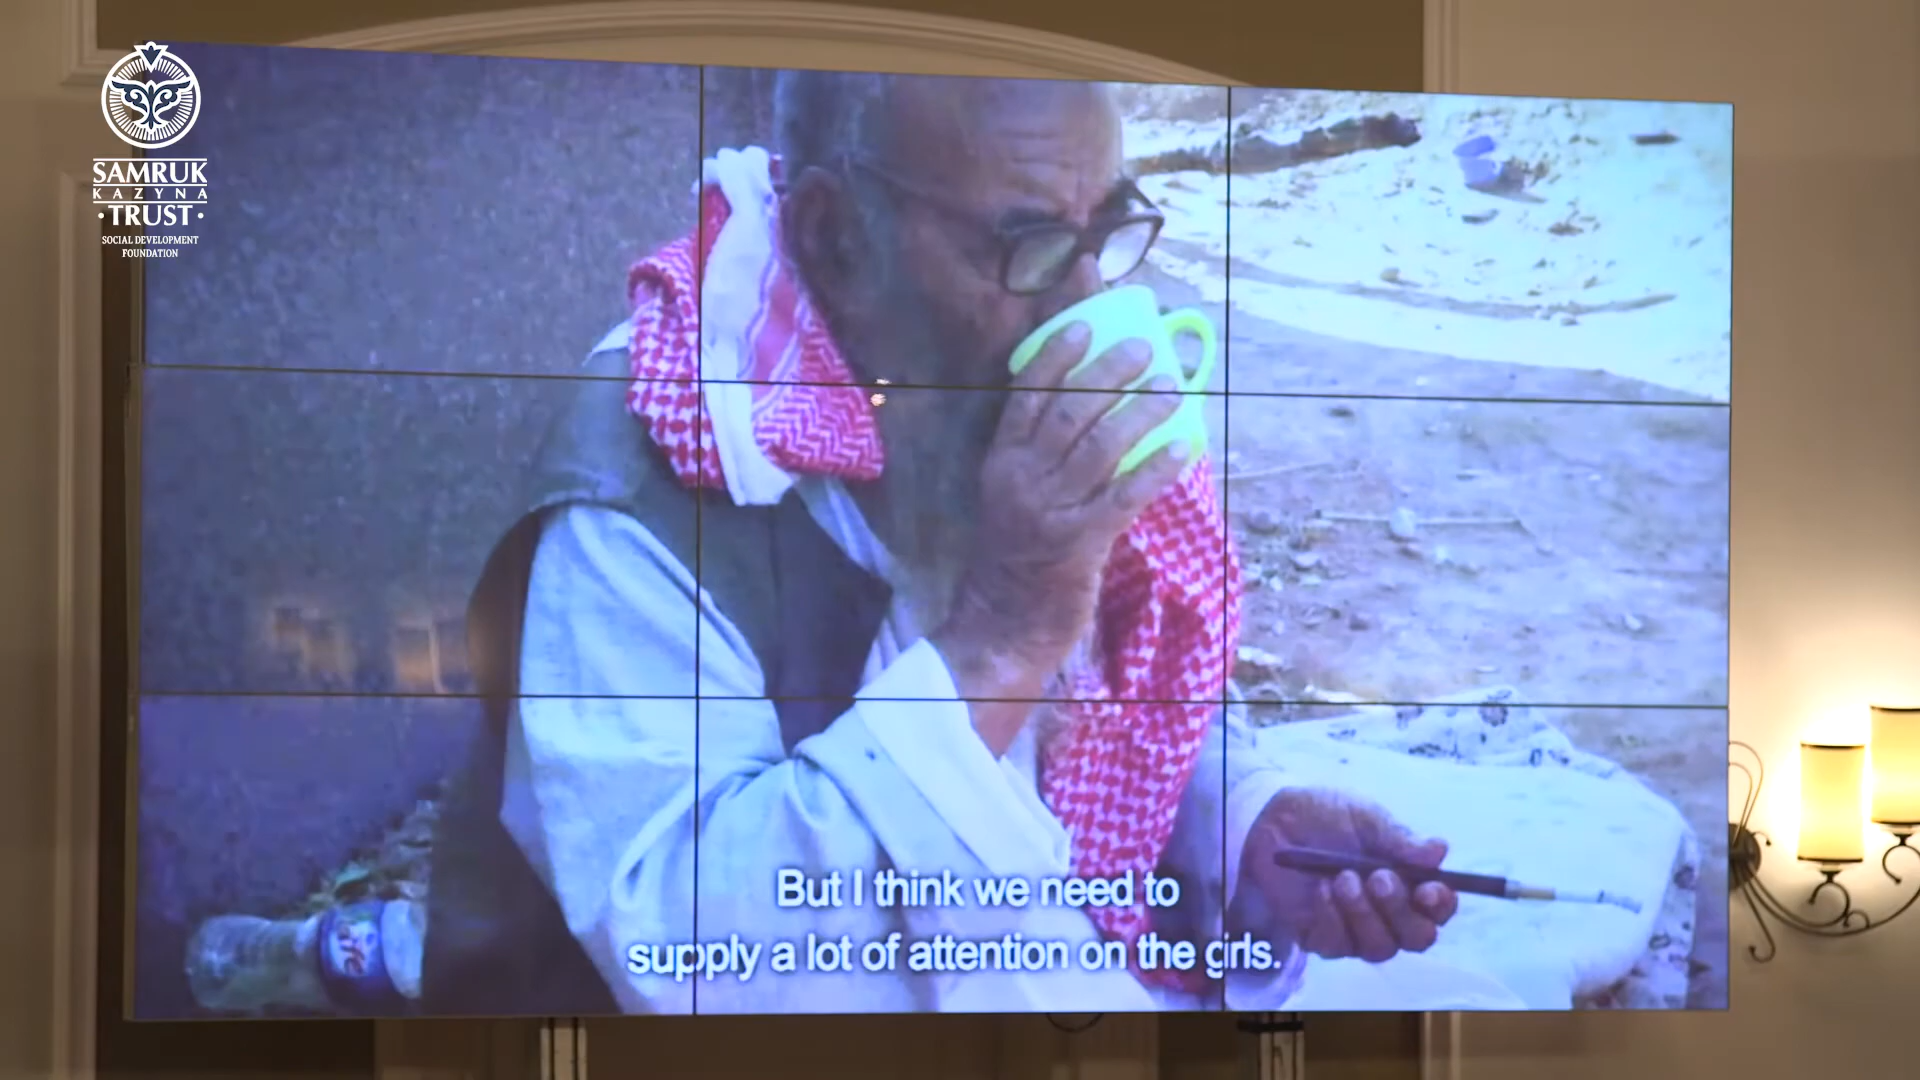 SAMRUK
KAZYNA
·TRUST·
SOCIAL DEVELOPMENT
FOUNDATION
But I think we need to
supply a lot of attention on the girls.